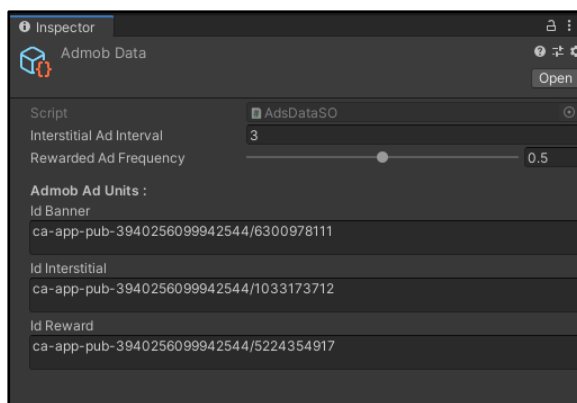 Inspector
Admob Data
Open
Script AdsDataSO
Interstitial Ad Interval 3
Rewarded Ad Frequency 0.5
Admob Ad Units :
Id Banner
ca-app-pub-3940256099942544/6300978111
Id Interstitial
ca-app-pub-3940256099942544/1033173712
Id Reward
ca-app-pub-3940256099942544/5224354917